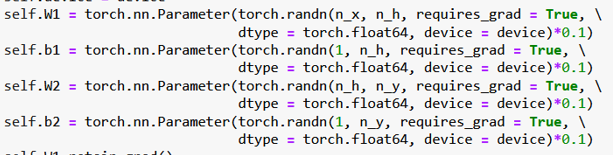 self.W1 = torch.nn.Parameter(torch.randn(n_x, n_h, requires_grad = True, \
dtype = torch.float64, device = device)*0.1)
self.b1 = torch.nn.Parameter(torch.randn(1, n_h, requires_grad = True, \
dtype = torch.float64, device = device)*0.1)
self.W2 = torch.nn.Parameter(torch.randn(n_h, n_y, requires_grad = True, \
dtype = torch.float64, device = device)*0.1)
self.b2 = torch.nn.Parameter(torch.randn(1, n_y, requires_grad = True, \
dtype = torch.float64, device = device)*0.1)